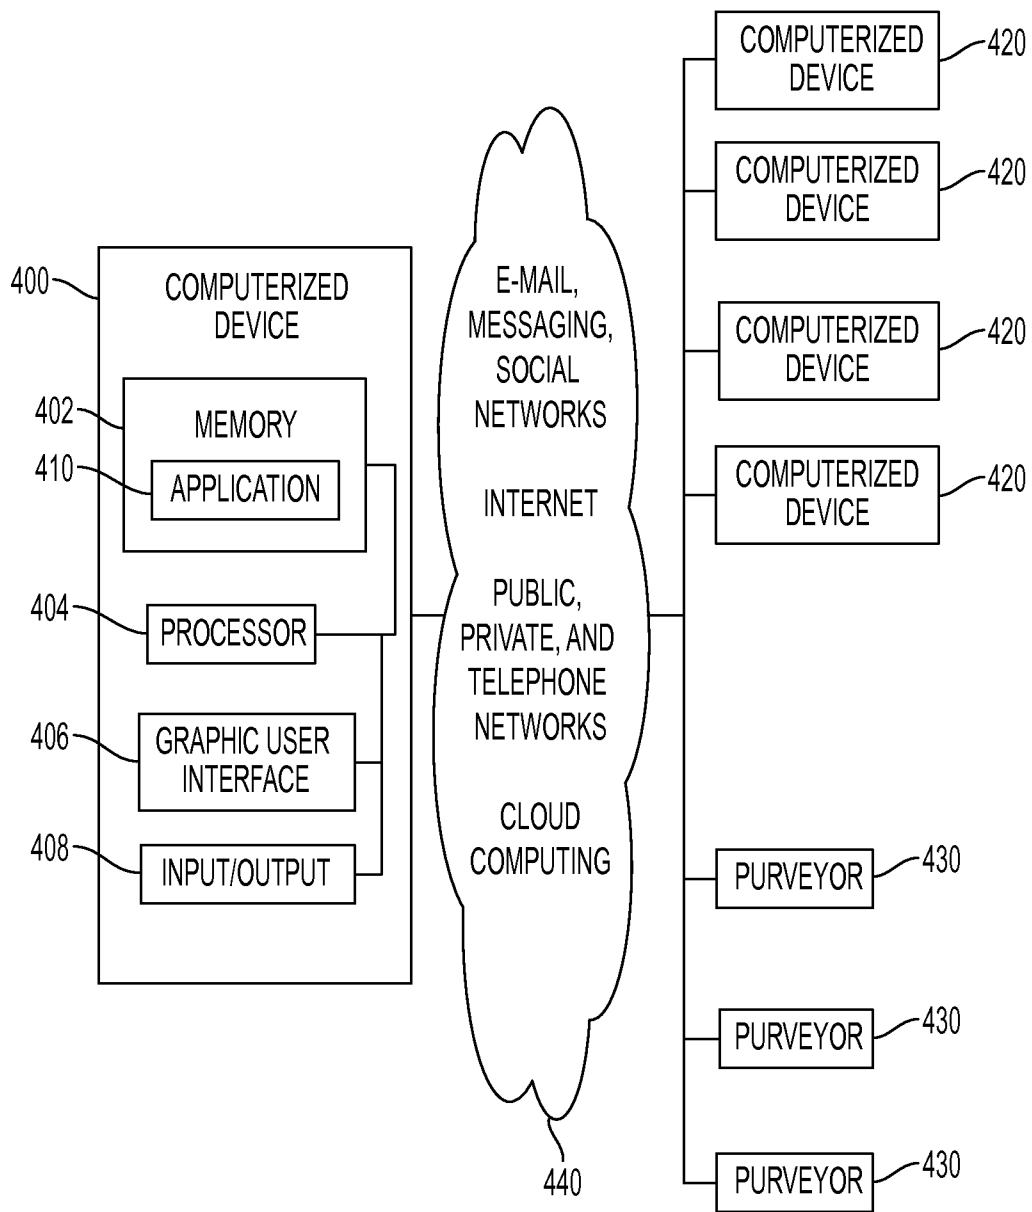 400
COMPUTERIZED
DEVICE
402
MEMORY
410
APPLICATION
404
PROCESSOR
406
GRAPHIC USER
INTERFACE
408
INPUT/OUTPUT
E-MAIL,
MESSAGING,
SOCIAL
NETWORKS
INTERNET
PUBLIC,
PRIVATE, AND
TELEPHONE
NETWORKS
CLOUD
COMPUTING
440
COMPUTERIZED
DEVICE
420
COMPUTERIZED
DEVICE
420
COMPUTERIZED
DEVICE
420
COMPUTERIZED
DEVICE
420
PURVEYOR
430
PURVEYOR
430
PURVEYOR
430